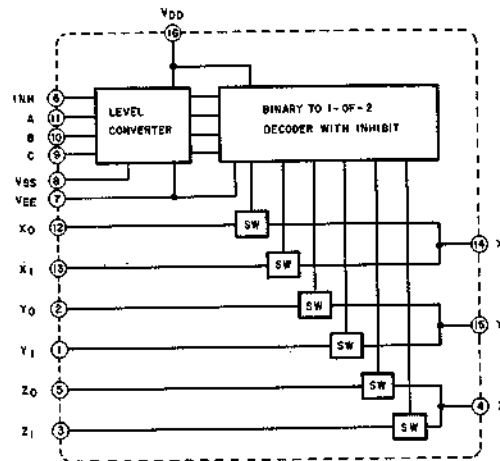 VDD
16
INH 6
A 11
B 10
C 9
VSS 8
VEE 7
LEVEL
CONVERTER
BINARY TO 1-OF-2
DECODER WITH INHIBIT
X0 12
SW
X1 13
SW
14 X
Y0 2
SW
15 Y
Y1 1
SW
Z0 5
SW
4
Z1 3
SW